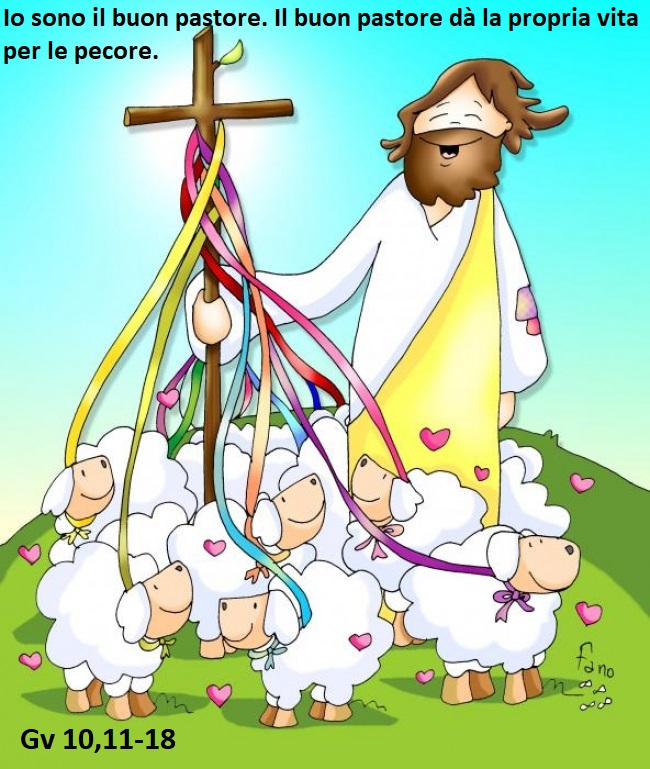 Io sono il buon pastore. Il buon pastore dà la propria vita
per le pecore.
fano
Gv 10,11-18